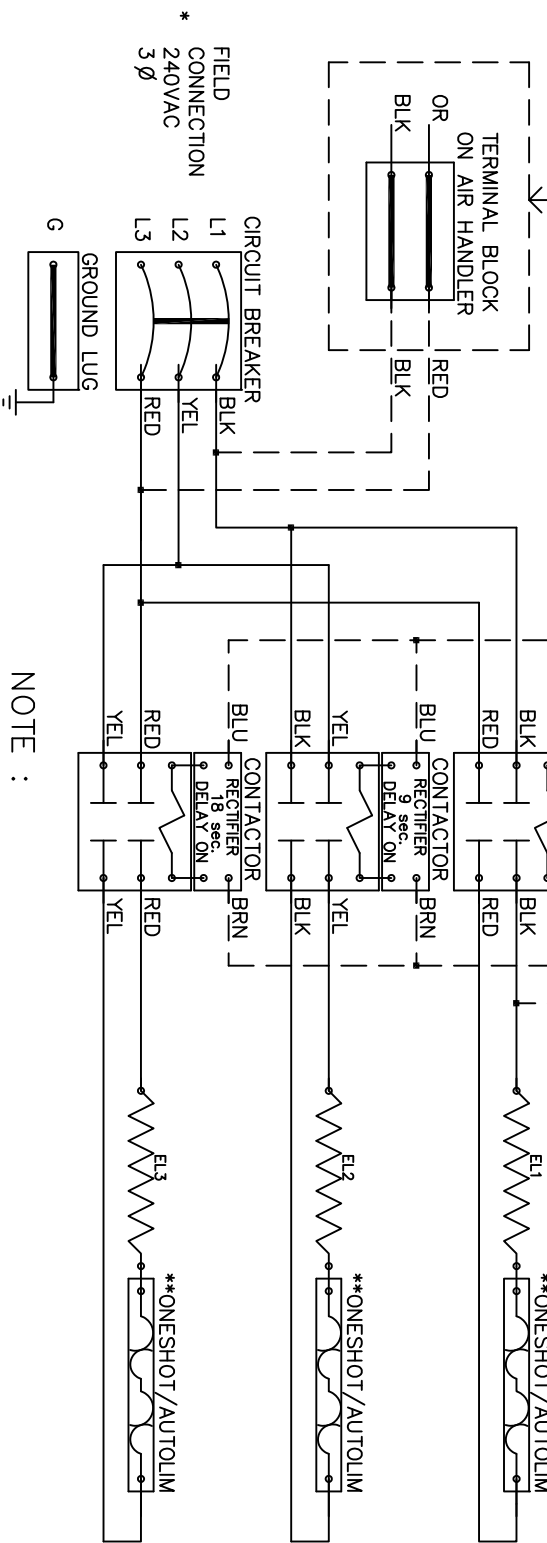 *
FIELD
CONNECTION
240VAC
3 Ø
TERMINAL BLOCK
ON AIR HANDLER
OR
BLK
RED
BLK
CIRCUIT BREAKER
L1
L2
L3
BLK
YEL
RED
GROUND LUG
G
BLK
RED
BLU
YEL
BLK
BLU
RED
YEL
CONTACTOR
RECTIFIER
9 sec.
DELAY ON
CONTACTOR
RECTIFIER
18 sec.
DELAY ON
BLK
RED
BRN
YEL
BLK
BRN
RED
YEL
EL1
EL2
EL3
**ONESHOT/AUTOLIM
**ONESHOT/AUTOLIM
**ONESHOT/AUTOLIM
NOTE :